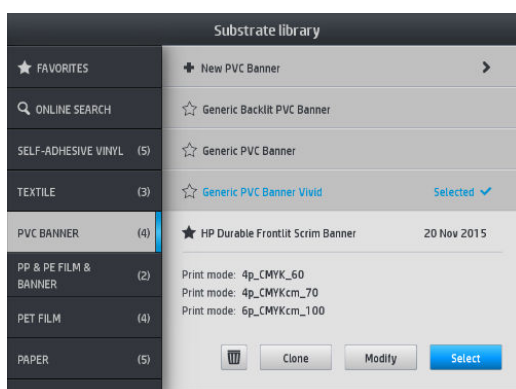 Substrate library
FAVORITES
ONLINE SEARCH
SELF-ADHESIVE VINYL (5)
TEXTILE (3)
PVC BANNER (4)
PP & PE FILM &
BANNER (2)
PET FILM (4)
PAPER (5)
New PVC Banner
Generic Backlit PVC Banner
Generic PVC Banner
Generic PVC Banner Vivid Selected
HP Durable Frontlit Scrim Banner 20 Nov 2015
Print mode: 4p_CMYK_60
Print mode: 4p_CMYKcm_70
Print mode: 6p_CMYKcm_100
Clone Modify Select